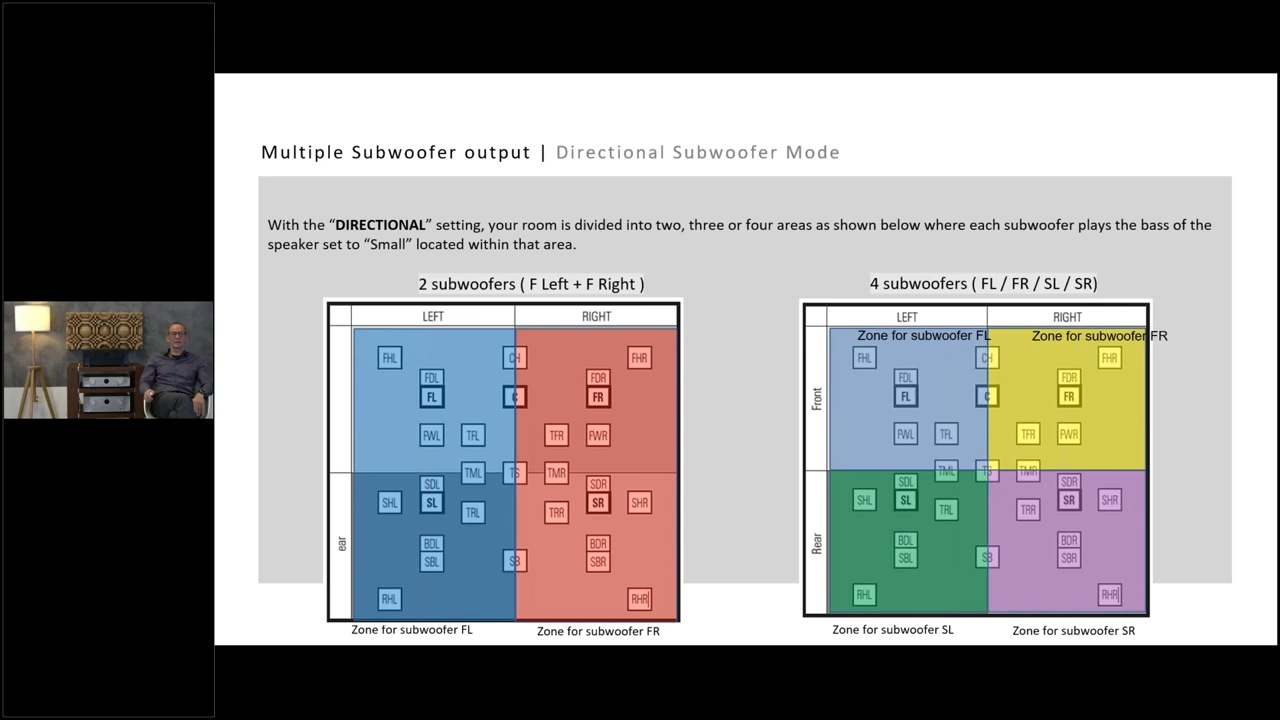 Multiple Subwoofer output | Directional Subwoofer Mode
With the “DIRECTIONAL” setting, your room is divided into two, three or four areas as shown below where each subwoofer plays the bass of the
speaker set to “Small” located within that area.
2 subwoofers ( F Left + F Right )
LEFT RIGHT
FHL CH FHR
FDL FDR
FL C FR
FWL TFL TFR FWR
TML TS TMR
SDL SDR
SHL SL SR SHR
TRL TRR
ear
BDL BDR
SBL SB SBR
RHL RHR
Zone for subwoofer FL Zone for subwoofer FR
4 subwoofers ( FL / FR / SL / SR)
LEFT RIGHT
Zone for subwoofer FL Zone for subwoofer FR
FHL CH FHR
FDL FDR
Front FL C FR
FWL TFL TFR FWR
TML TS TMR
SDL SDR
SHL SL SR SHR
TRL TRR
Rear
BDL BDR
SBL SB SBR
RHL RHR
Zone for subwoofer SL Zone for subwoofer SR